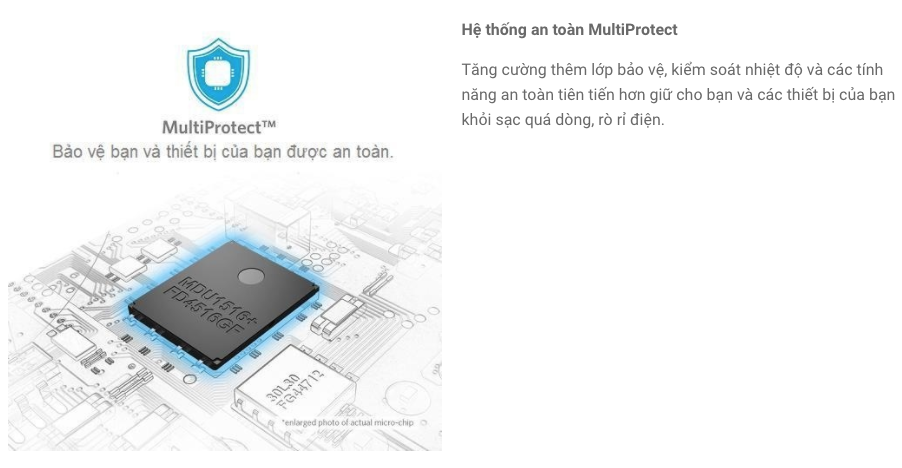 MultiProtect™
Bảo vệ bạn và thiết bị của bạn được an toàn.
MDU1516+
FD4516GF
30L30
FG44712
*enlarged photo of actual micro-chip
Hệ thống an toàn MultiProtect
Tăng cường thêm lớp bảo vệ, kiểm soát nhiệt độ và các tính
năng an toàn tiên tiến hơn giữ cho bạn và các thiết bị của bạn
khỏi sạc quá dòng, rò rỉ điện.